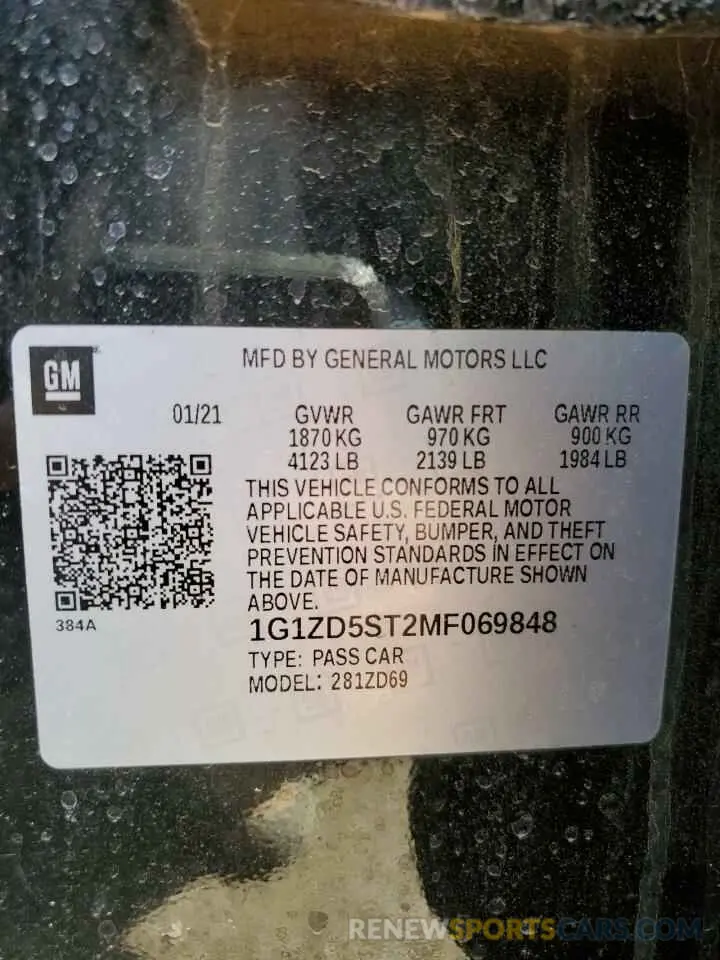 MFD BY GENERAL MOTORS LLC
GM
01/21 GVWR GAWR FRT GAWR RR
1870 KG 970 KG 900 KG
4123 LB 2139 LB 1984 LB
THIS VEHICLE CONFORMS TO ALL
APPLICABLE U.S. FEDERAL MOTOR
VEHICLE SAFETY, BUMPER, AND THEFT
PREVENTION STANDARDS IN EFFECT ON
THE DATE OF MANUFACTURE SHOWN
ABOVE.
384A
1G1ZD5ST2MF069848
TYPE: PASS CAR
MODEL: 281ZD69
RENEWSPORTSCARS.COM